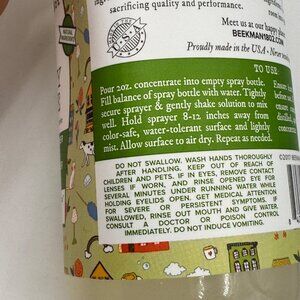 sacrificing quality and performance.
Meet us at our happy place
BEEKMAN1802.COM
Proudly made in the USA
TO USE:
Pour 2oz. concentrate into empty spray bottle.
Fill balance of spray bottle with water. Tightly
secure sprayer & gently shake solution to mix
well. Hold sprayer 8-12 inches away from
color-safe, water-tolerant surface and lightly
mist. Allow surface to air dry. Repeat as needed.
DO NOT SWALLOW. WASH HANDS THOROUGHLY
AFTER HANDLING. KEEP OUT OF REACH OF
CHILDREN AND PETS. IF IN EYES, REMOVE CONTACT
LENSES IF WORN, AND RINSE OPENED EYE FOR
SEVERAL MINUTES UNDER RUNNING WATER WHILE
HOLDING EYELIDS OPEN. GET MEDICAL ATTENTION
FOR SEVERE OR PERSISTENT SYMPTOMS. IF
SWALLOWED, RINSE OUT MOUTH AND GIVE WATER.
CONSULT A DOCTOR OR POISON CONTROL
IMMEDIATELY. DO NOT INDUCE VOMITING.
©2017 BEEKMAN